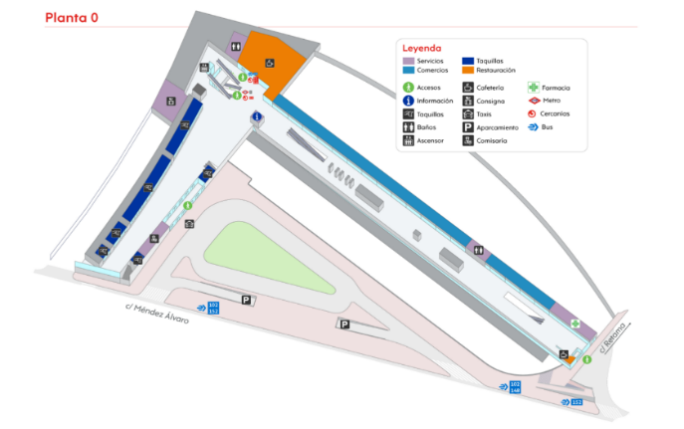 Planta 0
Leyenda
Servicios
Taquillas
Comercios
Restauración
Accesos
Cafetería
Farmacia
Información
Consigna
Metro
Taquillas
Taxis
Cercanías
Baños
Aparcamiento
Bus
Ascensor
Comisaría
P
P
P
c/ Méndez Álvaro
c/ Retama